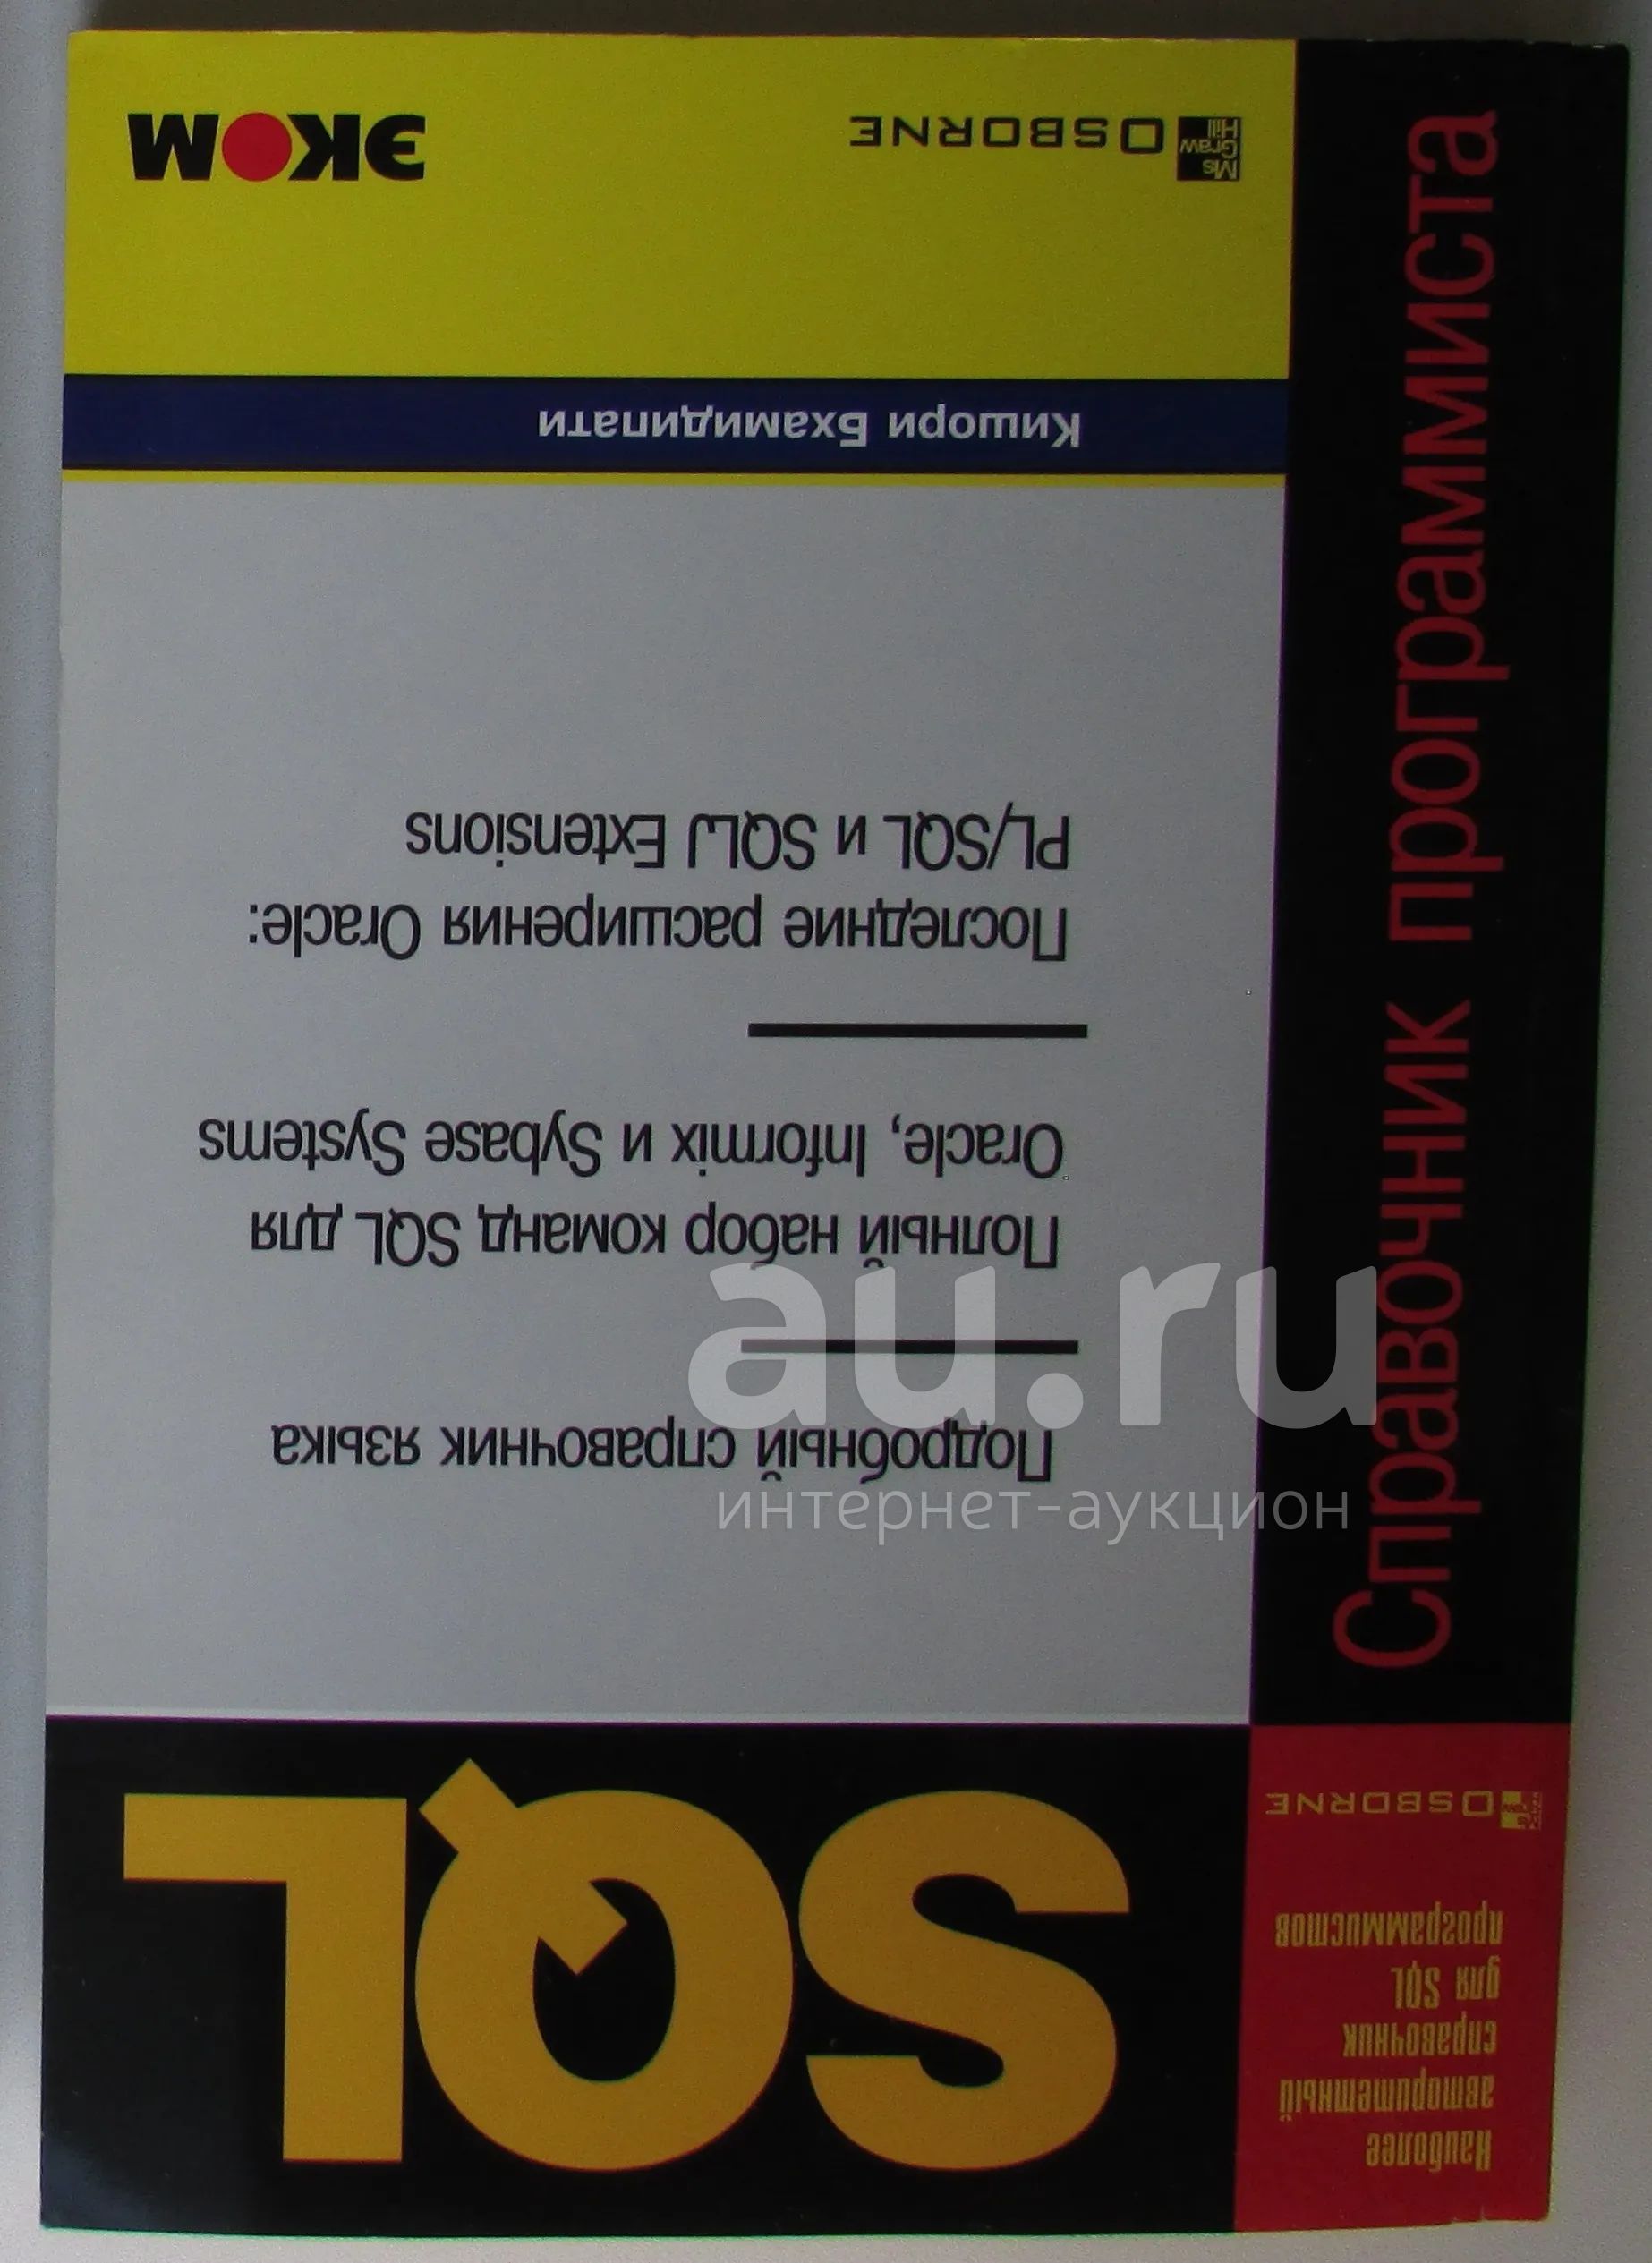 Наиболее
авторитетный
справочник
для SQL
программистов
OSBORNE
SQL
Справочник программиста
Подробный справочник языка
Полный набор команд SQL для
Oracle, Informix и Sybase Systems
Последние расширения Oracle:
PL/SQL и SQLJ Extensions
Кишори Бхамидипати
Mc
Graw
Hill
OSBORNE
ЭКОМ
au.ru
интернет-аукцион